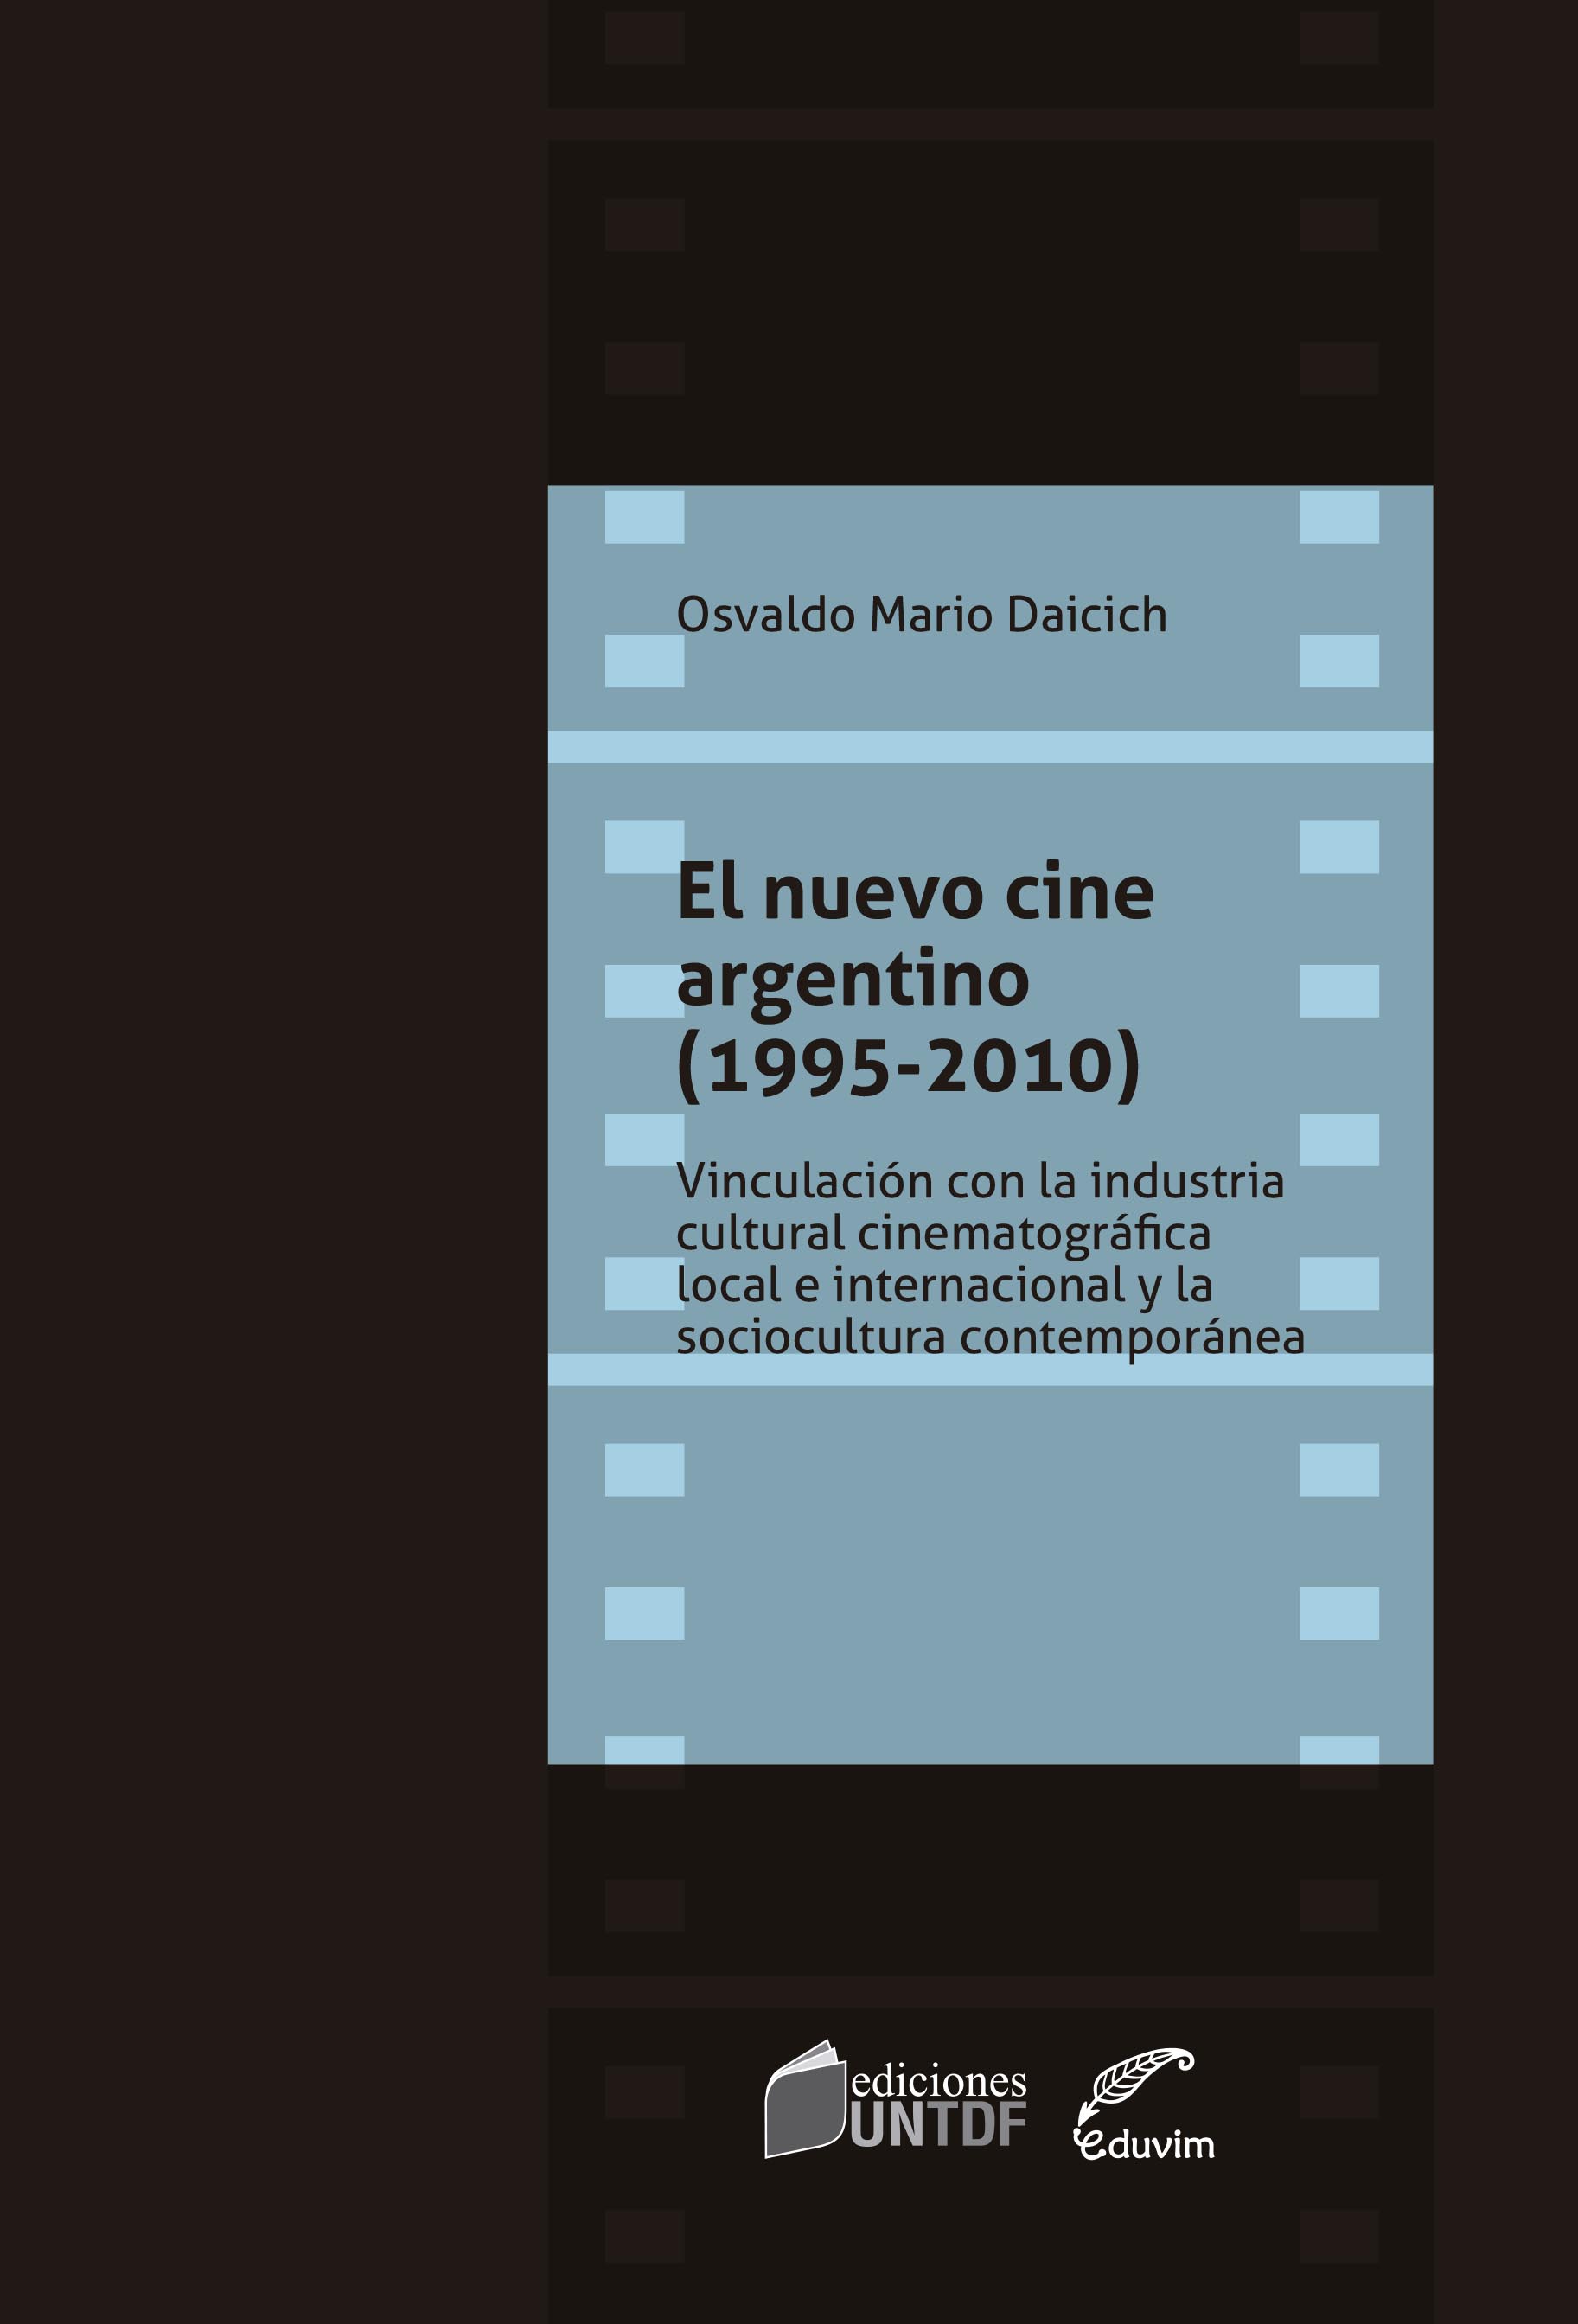 Osvaldo Mario Daicich
El nuevo cine
argentino
(1995-2010)
Vinculación con la industria
cultural cinematográfica
local e internacional y la
sociocultura contemporánea
ediciones
UNTDF
eduvim